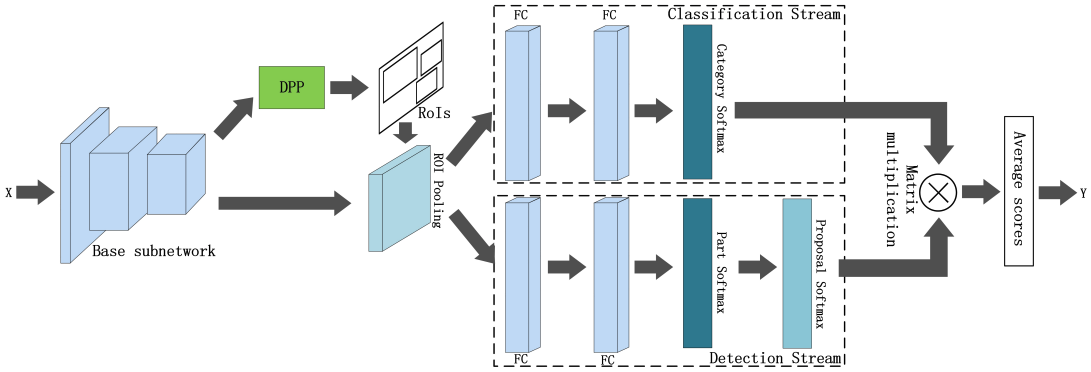 X
Base subnetwork
DPP
RoIs
ROI Pooling
Classification Stream
FC
FC
Category Softmax
FC
FC
Part Softmax
Proposal Softmax
Detection Stream
Matrix
multiplication
Average scores
Y